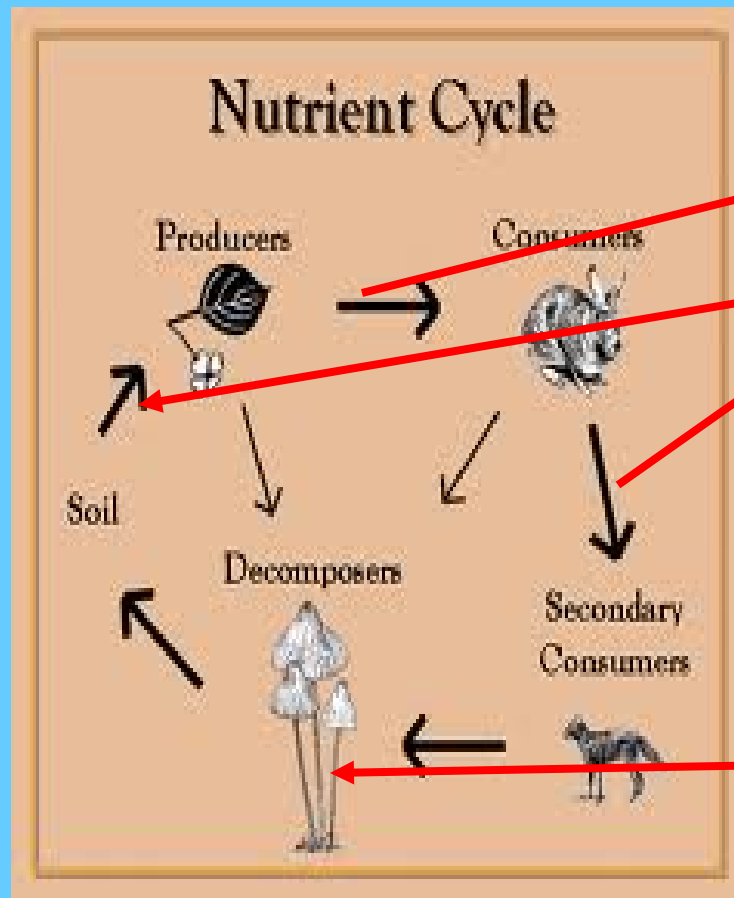 Nutrient Cycle
Producers
Consumers
Soil
Decomposers
Secondary
Consumers